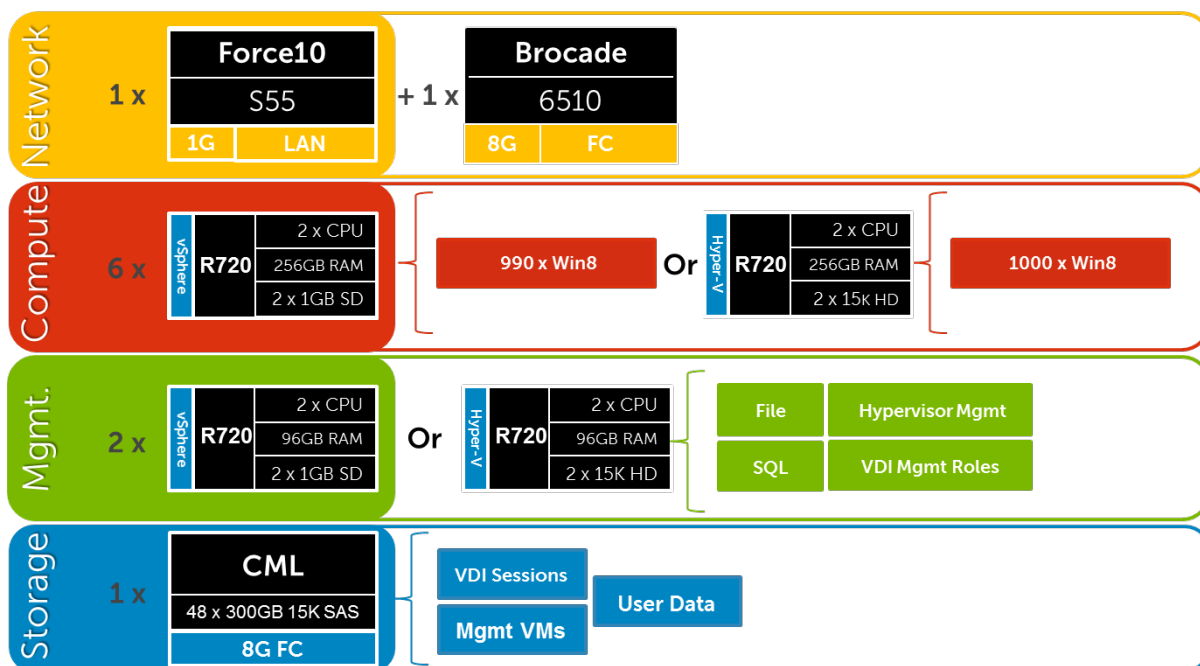 Network
1 x
Force10
S55
1G LAN
+ 1 x
Brocade
6510
8G FC
Compute
6 x
vSphere
R720
2 x CPU
256GB RAM
2 x 1GB SD
990 x Win8
Or
Hyper-V
R720
2 x CPU
256GB RAM
2 x 15K HD
1000 x Win8
Mgmt.
2 x
vSphere
R720
2 x CPU
96GB RAM
2 x 1GB SD
Or
Hyper-V
R720
2 x CPU
96GB RAM
2 x 15K HD
File
Hypervisor Mgmt
SQL
VDI Mgmt Roles
Storage
1 x
CML
48 x 300GB 15K SAS
8G FC
VDI Sessions
Mgmt VMs
User Data